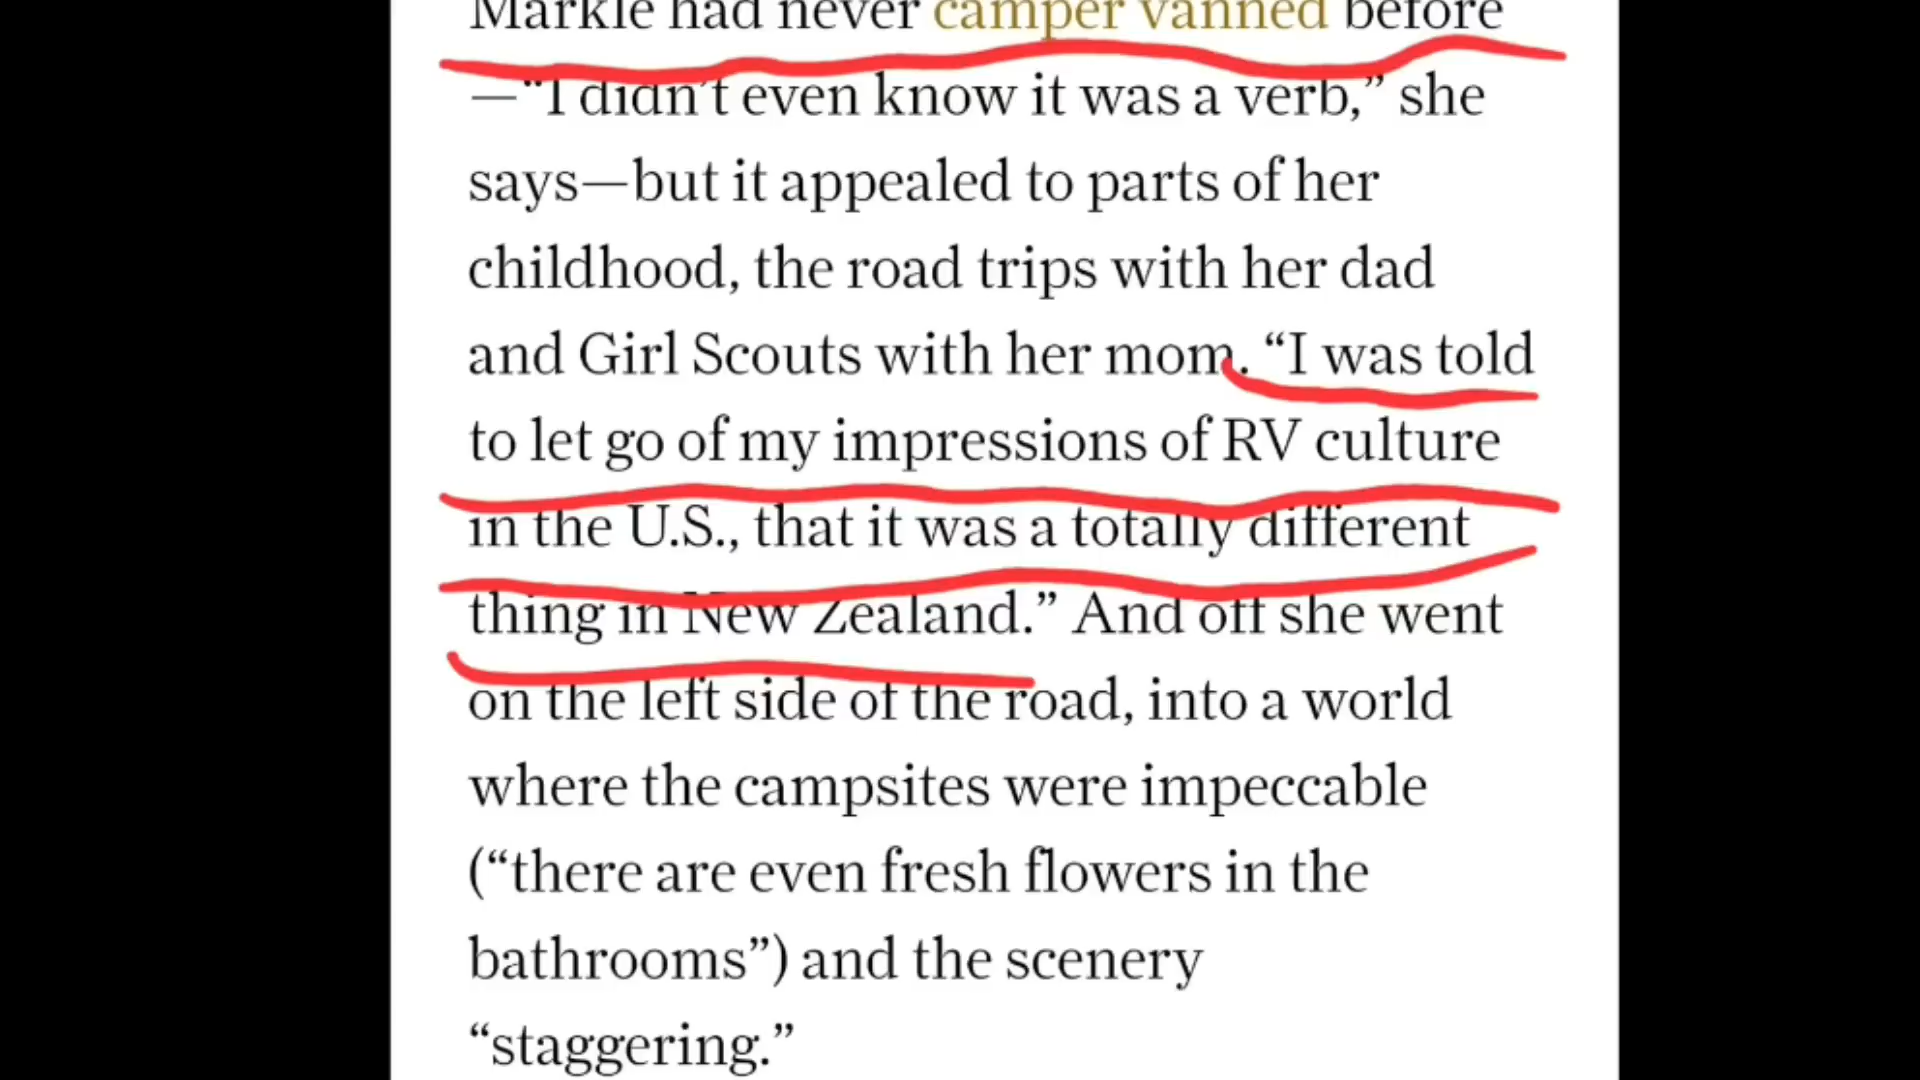 Markle had never camper vanned before
—“I didn’t even know it was a verb,” she
says—but it appealed to parts of her
childhood, the road trips with her dad
and Girl Scouts with her mom. “I was told
to let go of my impressions of RV culture
in the U.S., that it was a totally different
thing in New Zealand.” And off she went
on the left side of the road, into a world
where the campsites were impeccable
(“there are even fresh flowers in the
bathrooms”) and the scenery
“staggering.”